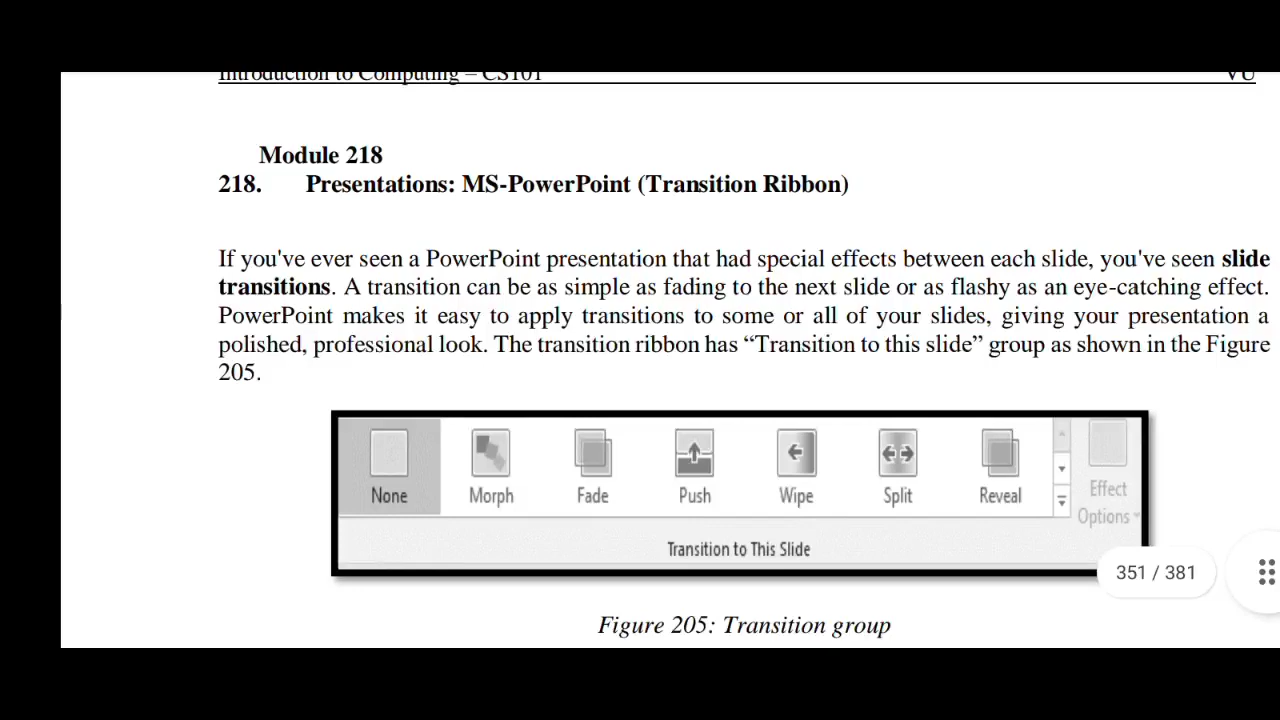 Introduction to Computing – CS101 VU
Module 218
218. Presentations: MS-PowerPoint (Transition Ribbon)
If you've ever seen a PowerPoint presentation that had special effects between each slide, you've seen slide
transitions. A transition can be as simple as fading to the next slide or as flashy as an eye-catching effect.
PowerPoint makes it easy to apply transitions to some or all of your slides, giving your presentation a
polished, professional look. The transition ribbon has “Transition to this slide” group as shown in the Figure
205.
None Morph Fade Push Wipe Split Reveal Effect
Options
Transition to This Slide
351 / 381
Figure 205: Transition group